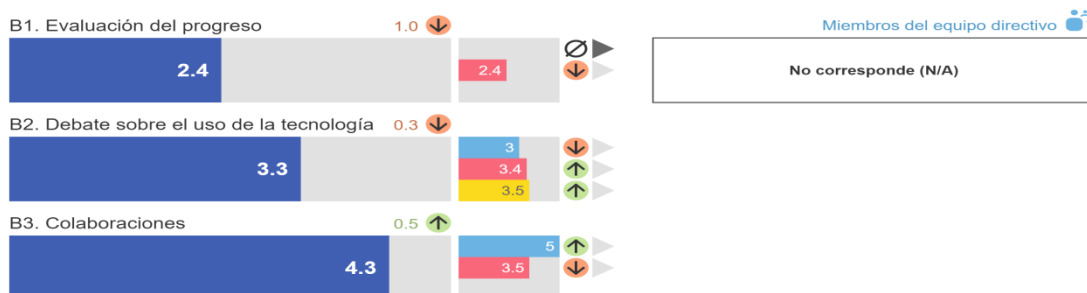 B1. Evaluación del progreso 1.0
2.4
2.4
Miembros del equipo directivo
No corresponde (N/A)
B2. Debate sobre el uso de la tecnología 0.3
3.3
3
3.4
3.5
B3. Colaboraciones 0.5
4.3
5
3.5